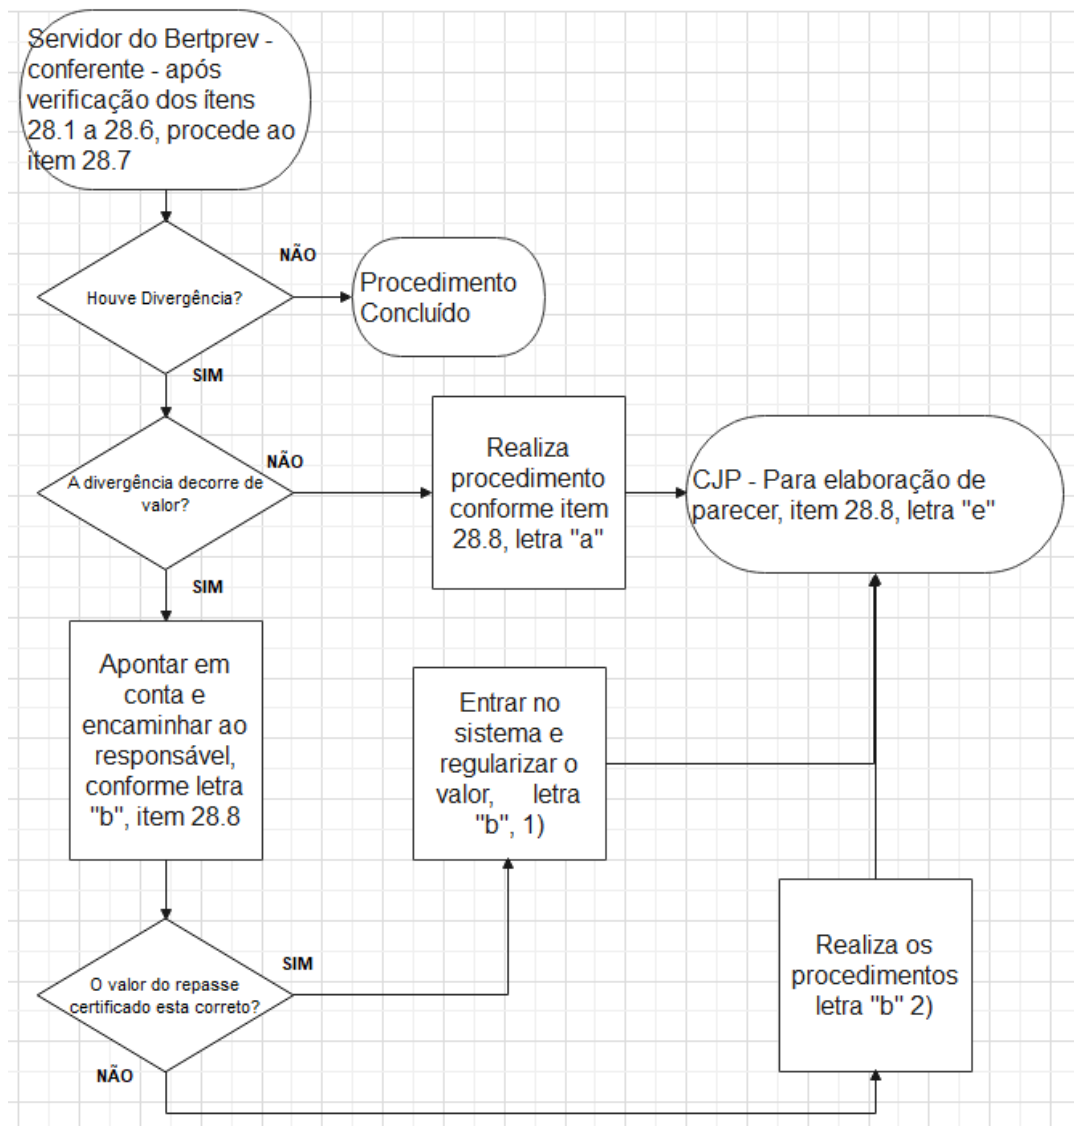 Servidor do Bertprev -
conferente - após
verificação dos ítens
28.1 a 28.6, procede ao
item 28.7
NÃO
Houve Divergência?
Procedimento
Concluído
SIM
A divergência decorre de
valor?
NÃO
Realiza
procedimento
conforme item
28.8, letra "a"
CJP - Para elaboração de
parecer, item 28.8, letra "e"
SIM
Apontar em
conta e
encaminhar ao
responsável,
conforme letra
"b", item 28.8
Entrar no
sistema e
regularizar o
valor, letra
"b", 1)
O valor do repasse
certificado esta correto?
SIM
NÃO
Realiza os
procedimentos
letra "b" 2)